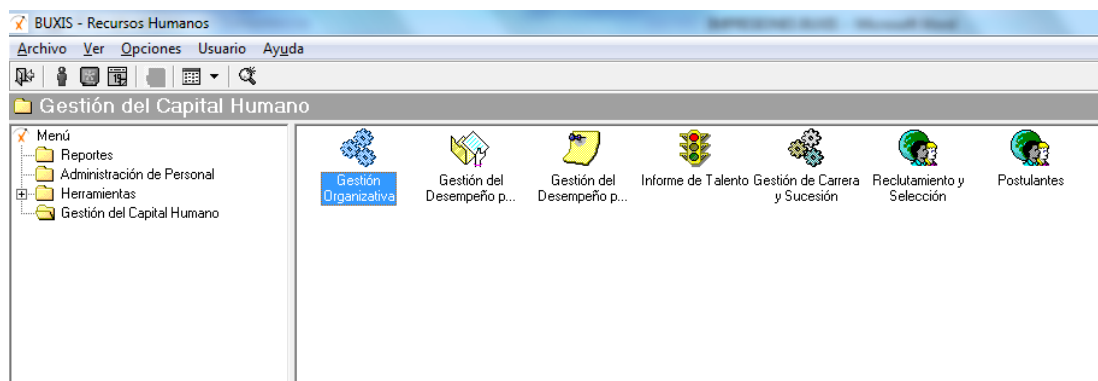 BUXIS - Recursos Humanos
Archivo Ver Opciones Usuario Ayuda
Gestión del Capital Humano
Menú
Reportes
Administración de Personal
Herramientas
Gestión del Capital Humano
Gestión
Organizativa
Gestión del
Desempeño p...
Gestión del
Desempeño p...
Informe de Talento
Gestión de Carrera
y Sucesión
Reclutamiento y
Selección
Postulantes